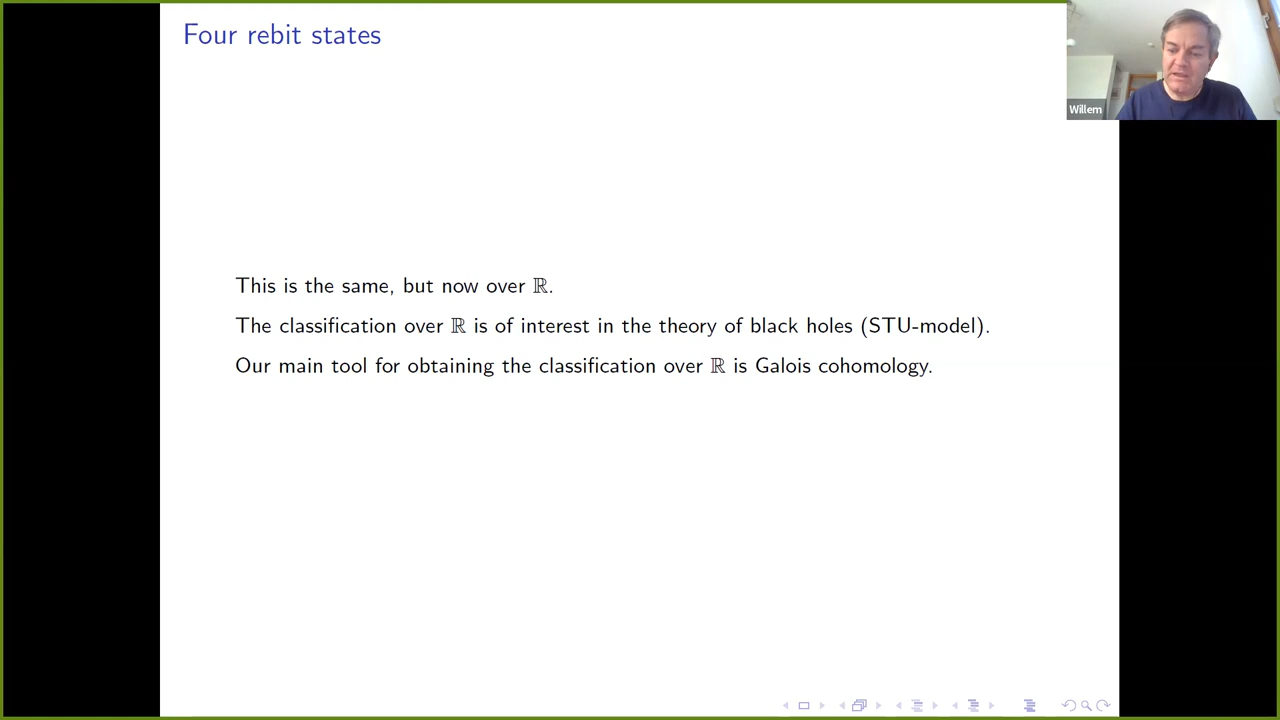 Four rebit states
Willem
This is the same, but now over ℝ.
The classification over ℝ is of interest in the theory of black holes (STU-model).
Our main tool for obtaining the classification over ℝ is Galois cohomology.